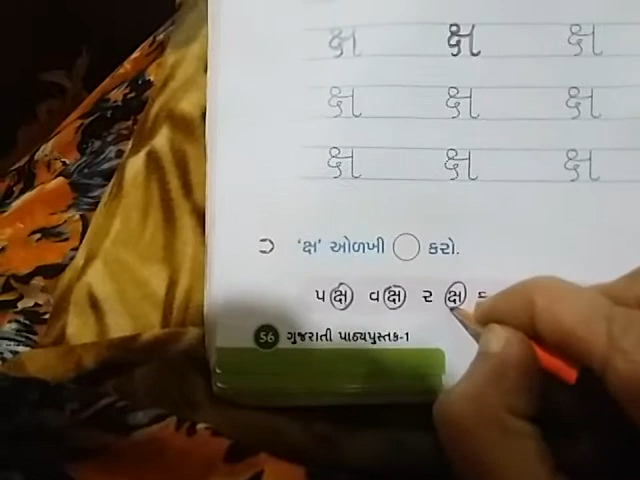 ક્ષ ક્ષ ક્ષ
ક્ષ ક્ષ ક્ષ
ક્ષ ક્ષ ક્ષ
'ક્ષ' ઓળખી ◯ કરો.
પ ક્ષ વ ક્ષ ર ક્ષ
56 ગુજરાતી પાઠ્યપુસ્તક-1